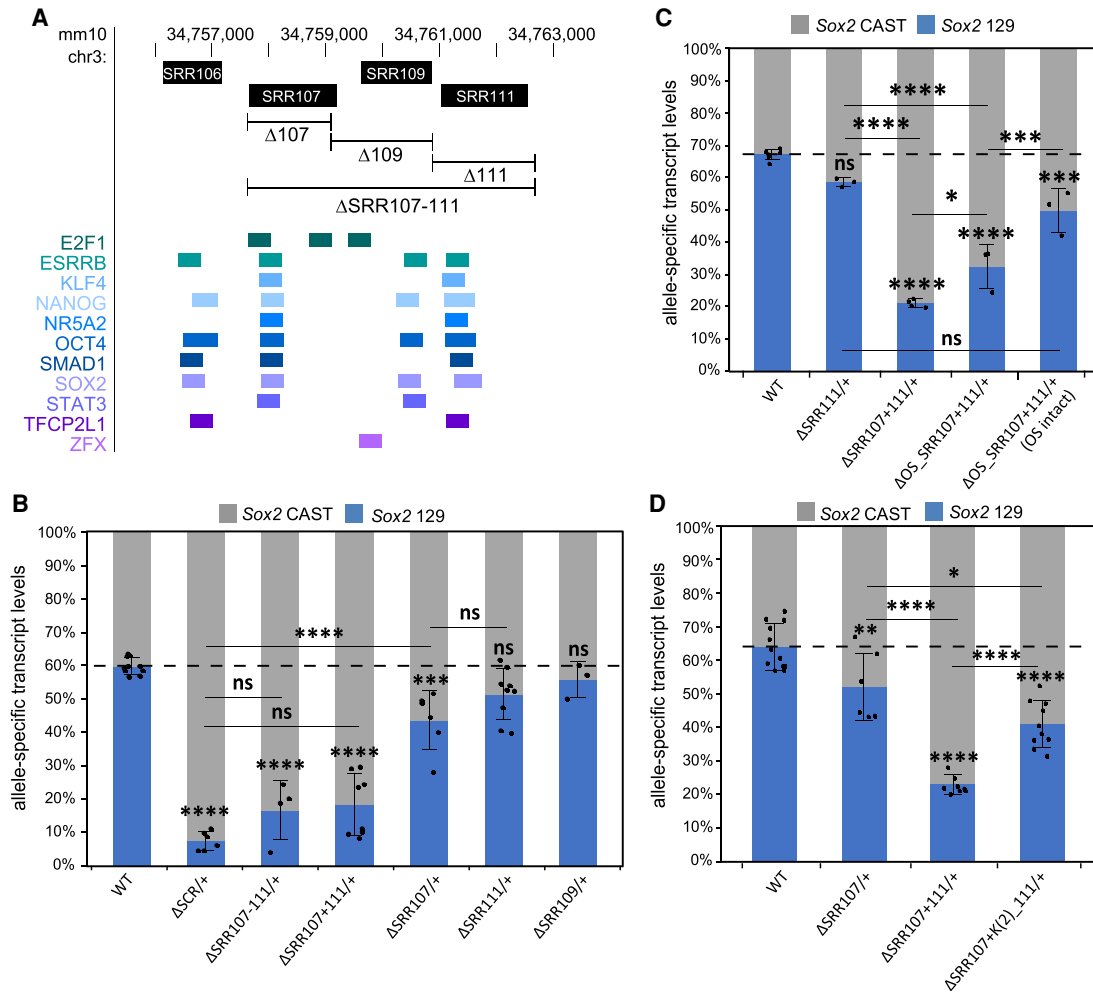 A
mm10 34,757,000 34,759,000 34,761,000 34,763,000
chr3:
SRR106 SRR109
SRR107 SRR111
Δ107
Δ109
Δ111
ΔSRR107-111
E2F1
ESRRB
KLF4
NANOG
NR5A2
OCT4
SMAD1
SOX2
STAT3
TFCP2L1
ZFX
B
Sox2 CAST Sox2 129
allele-specific transcript levels
100%
90%
80%
70%
60%
50%
40%
30%
20%
10%
0%
ns
****
ns
ns
****
****
****
***
ns
ns
WT
ΔSCR/+
ΔSRR107-111/+
ΔSRR107+111/+
ΔSRR107/+
ΔSRR111/+
ΔSRR109/+
C
Sox2 CAST
Sox2 129
allele-specific transcript levels
100%
90%
80%
70%
60%
50%
40%
30%
20%
10%
0%
****
****
***
ns
***
*
****
****
ns
WT
ΔSRR111/+
ΔSRR107+111/+
ΔOS_SRR107+111/+
ΔOS_SRR107+111/+
(OS intact)
D
Sox2 CAST Sox2 129
allele-specific transcript levels
100%
90%
80%
70%
60%
50%
40%
30%
20%
10%
0%
*
****
**
****
****
****
WT
ΔSRR107/+
ΔSRR107+111/+
ΔSRR107+K(2)_111/+